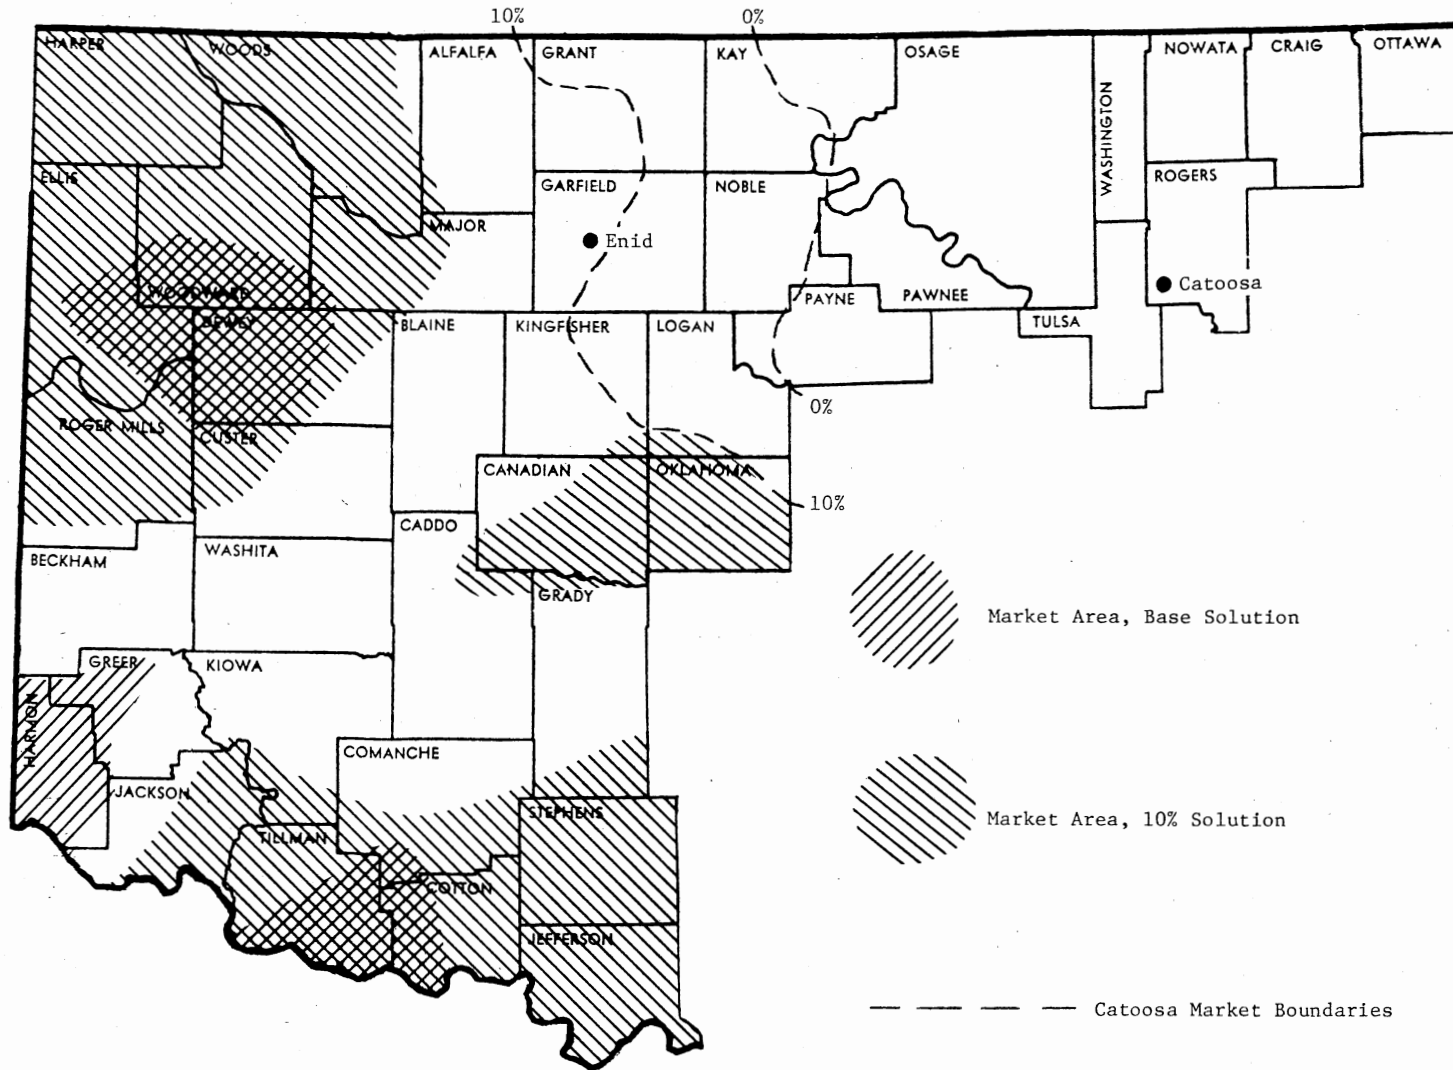 10%
0%
HARPER
WOODS
ALFALFA
GRANT
KAY
OSAGE
WASHINGTON
NOWATA
CRAIG
OTTAWA
ELLIS
MAJOR
GARFIELD
NOBLE
ROGERS
Enid
Catoosa
WOODWARD
DEWEY
BLAINE
KINGFISHER
LOGAN
PAYNE
PAWNEE
TULSA
0%
ROGER MILLS
CUSTER
CANADIAN
OKLAHOMA
10%
CADDO
BECKHAM
WASHITA
GRADY
Market Area, Base Solution
GREER
KIOWA
HARMON
COMANCHE
JACKSON
TILLMAN
STEPHENS
Market Area, 10% Solution
COTTON
JEFFERSON
Catoosa Market Boundaries